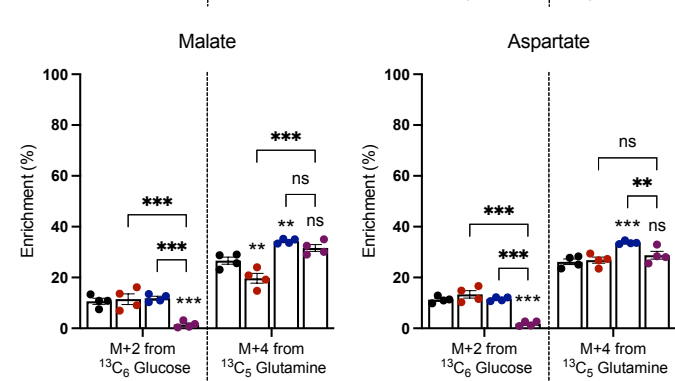 Malate
Enrichment (%)
100
80
60
40
20
0
***
***
***
***
**
**
ns
ns
M+2 from
¹³C₆ Glucose
M+4 from
¹³C₅ Glutamine
Aspartate
Enrichment (%)
100
80
60
40
20
0
***
***
***
ns
**
***
ns
M+2 from
¹³C₆ Glucose
M+4 from
¹³C₅ Glutamine